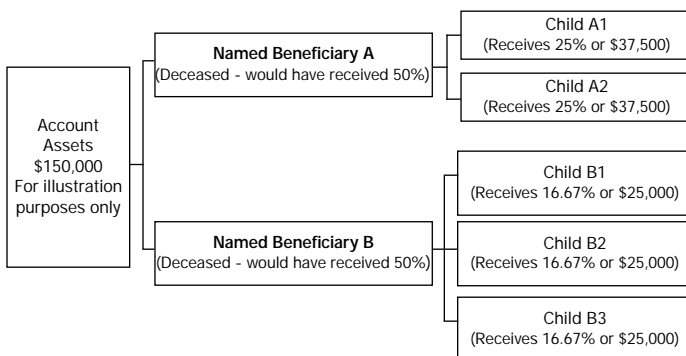 Account
Assets
$150,000
For illustration
purposes only
Named Beneficiary A
(Deceased - would have received 50%)
Child A1
(Receives 25% or $37,500)
Child A2
(Receives 25% or $37,500)
Named Beneficiary B
(Deceased - would have received 50%)
Child B1
(Receives 16.67% or $25,000)
Child B2
(Receives 16.67% or $25,000)
Child B3
(Receives 16.67% or $25,000)